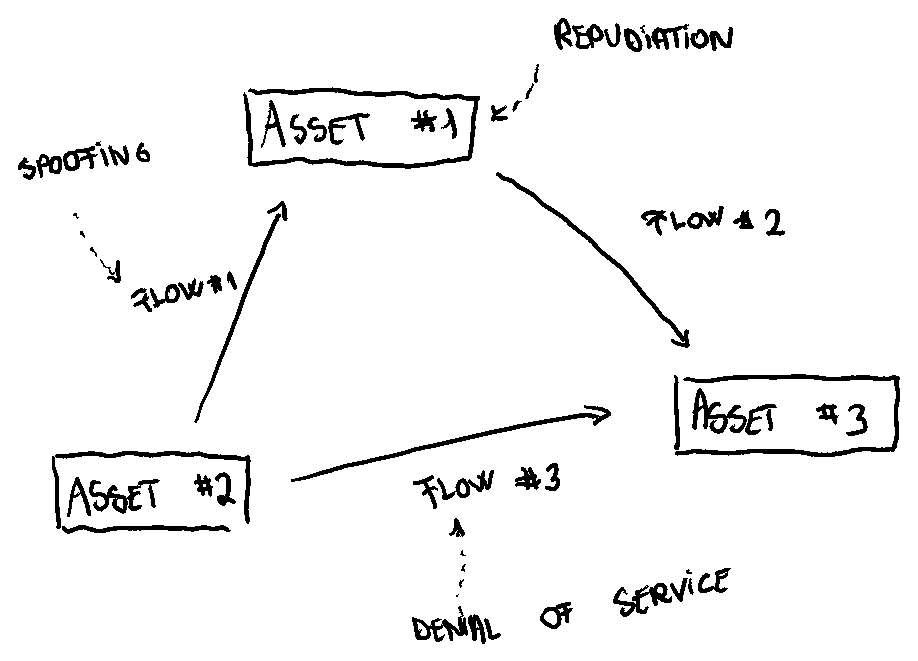 REPUDIATION
ASSET #1
SPOOFING
FLOW #2
FLOW #1
ASSET #3
ASSET #2
FLOW #3
DENIAL OF SERVICE